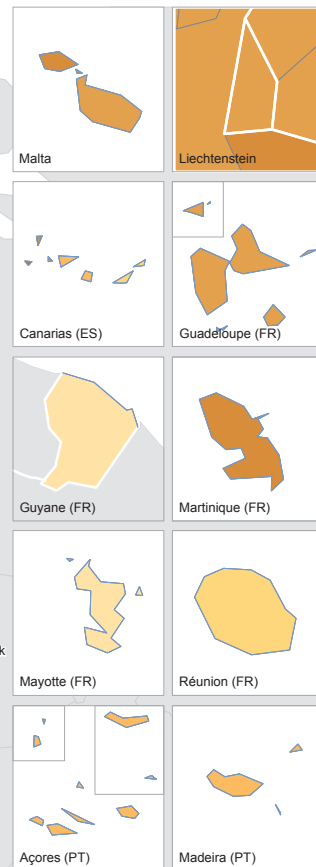 Malta
Liechtenstein
Canarias (ES)
Guadeloupe (FR)
Guyane (FR)
Martinique (FR)
k
Mayotte (FR)
Réunion (FR)
Açores (PT)
Madeira (PT)